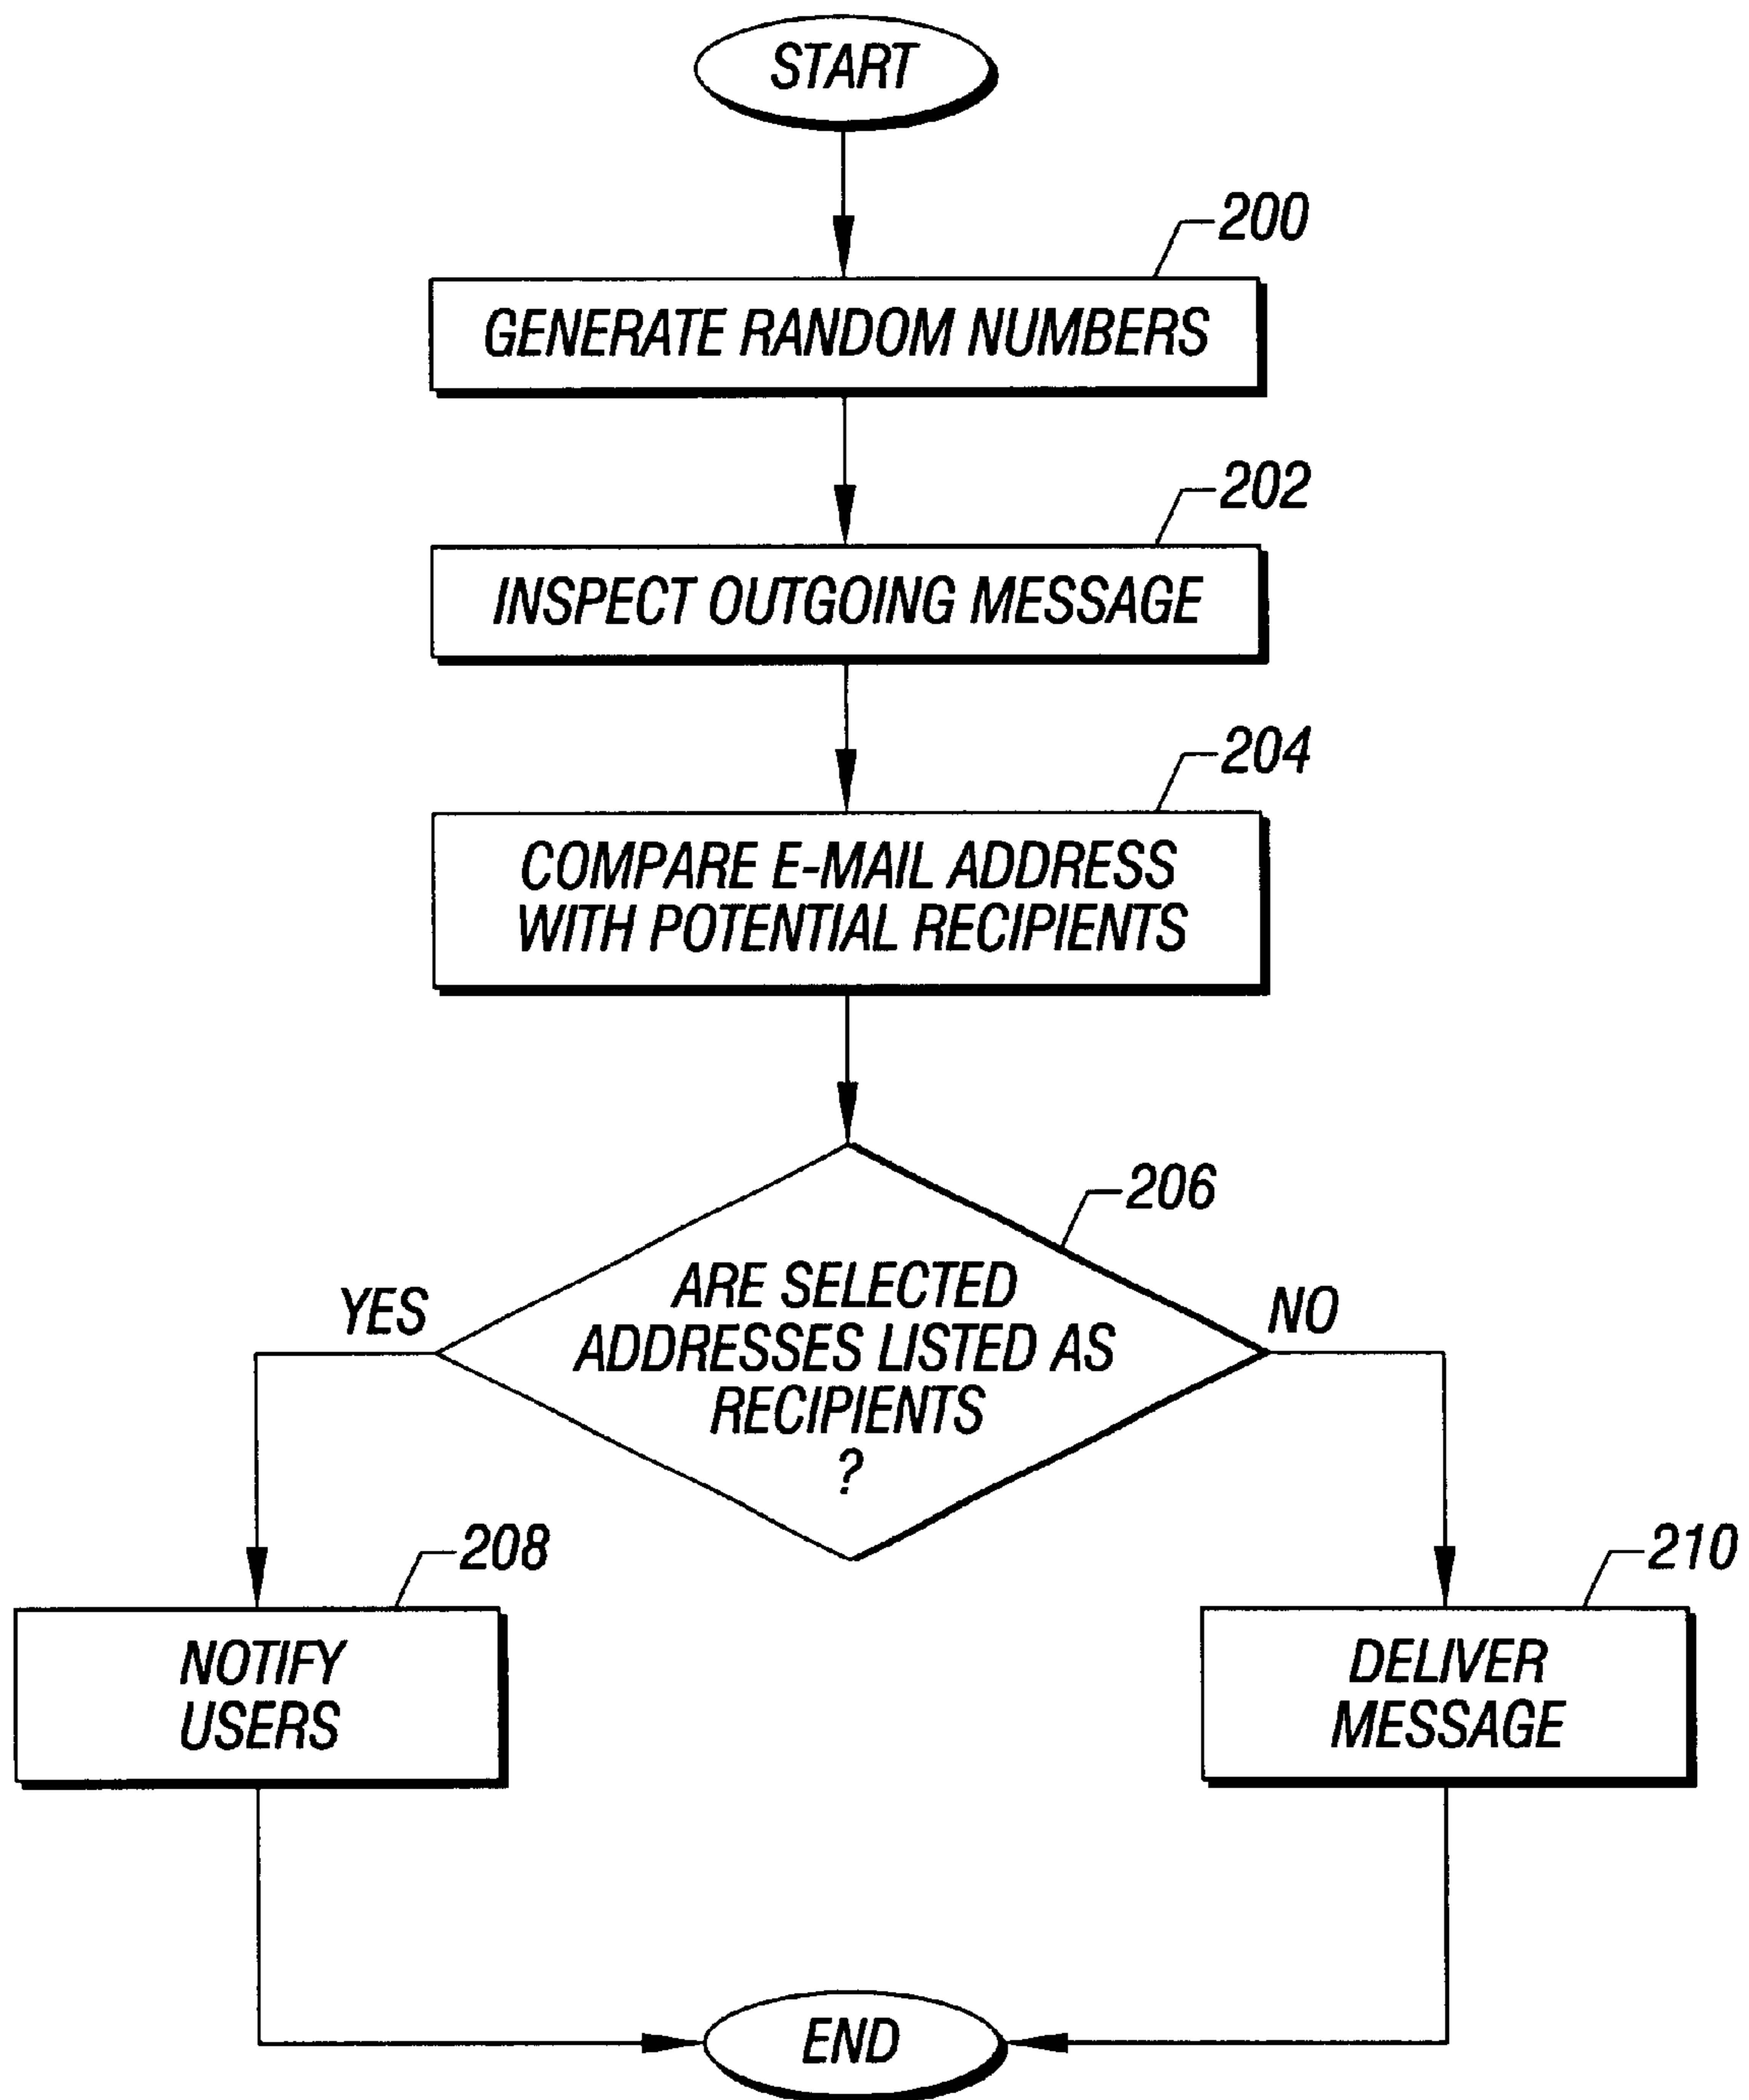 START
200
GENERATE RANDOM NUMBERS
202
INSPECT OUTGOING MESSAGE
204
COMPARE E-MAIL ADDRESS
WITH POTENTIAL RECIPIENTS
206
ARE SELECTED
ADDRESSES LISTED AS
RECIPIENTS
?
YES
NO
208
NOTIFY
USERS
210
DELIVER
MESSAGE
END